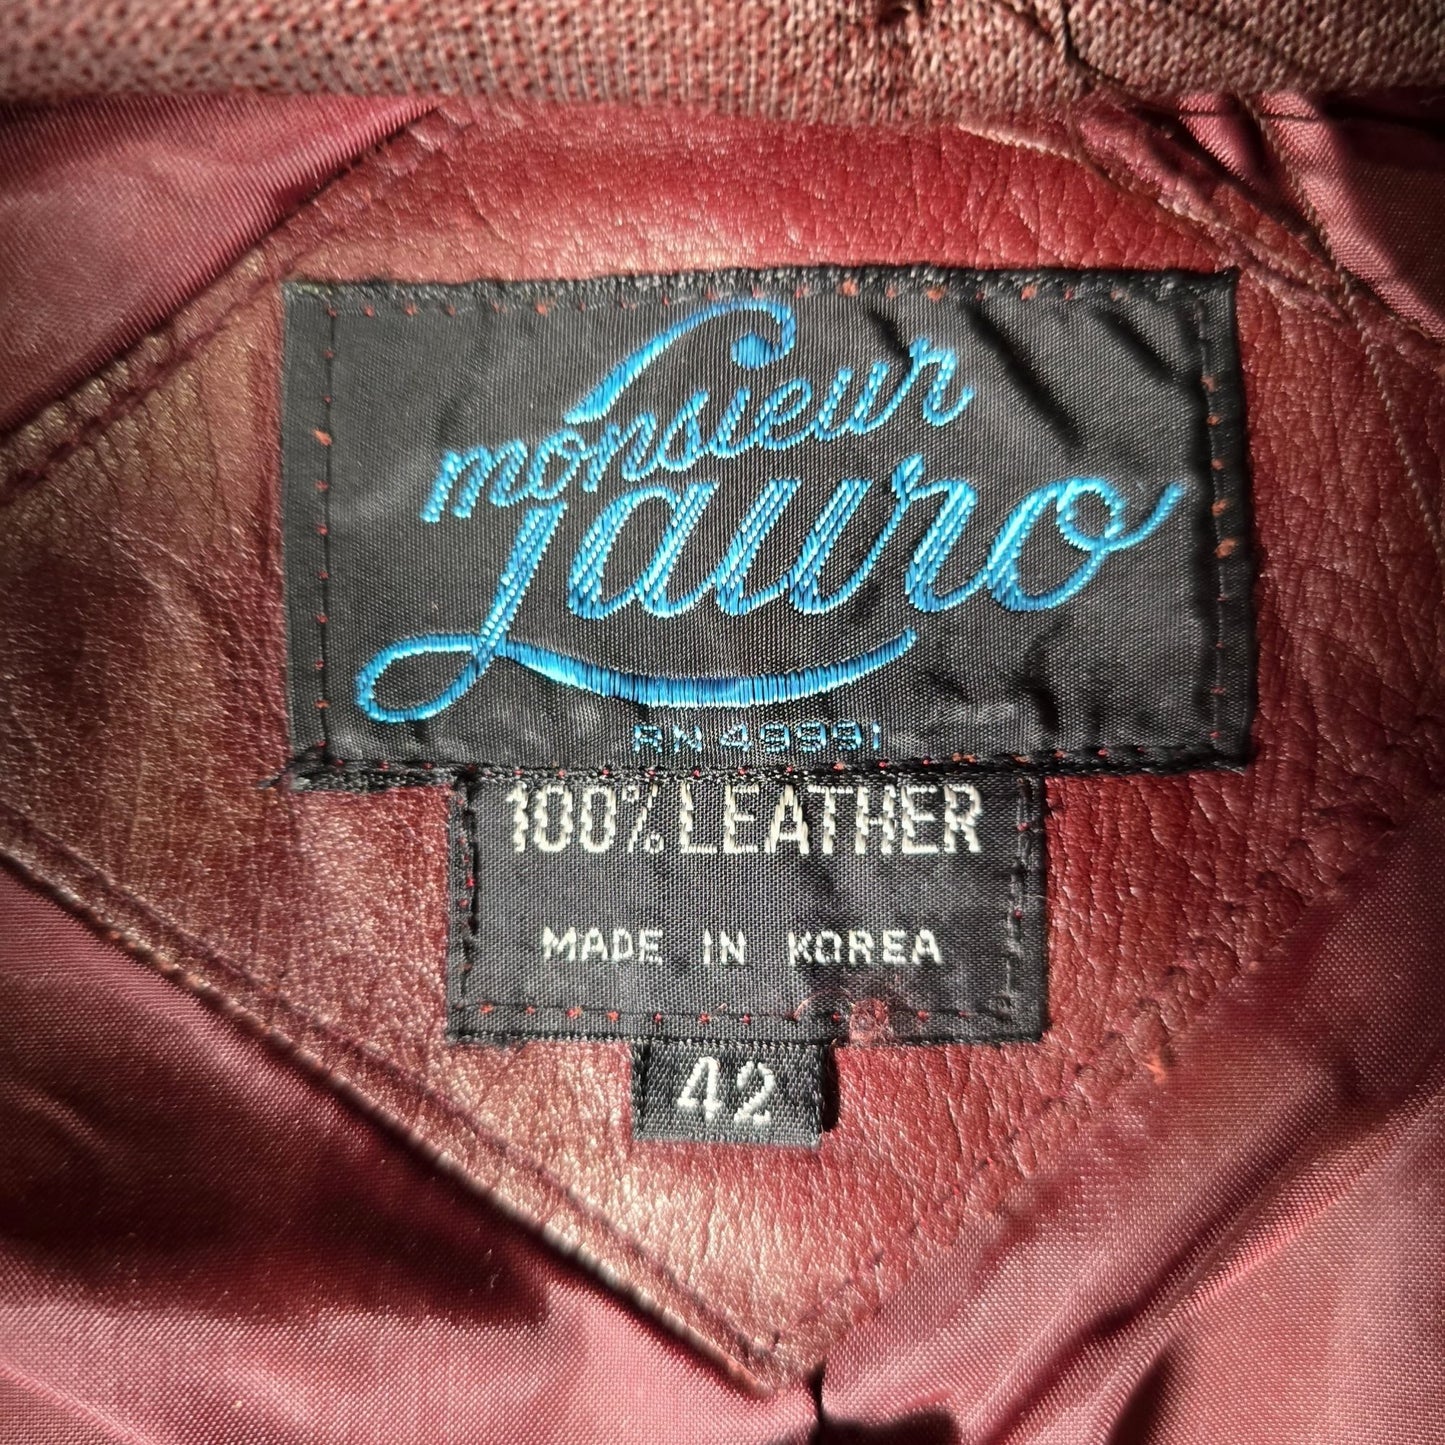 monsieur
Lauro
RN 49991
100% LEATHER
MADE IN KOREA
42